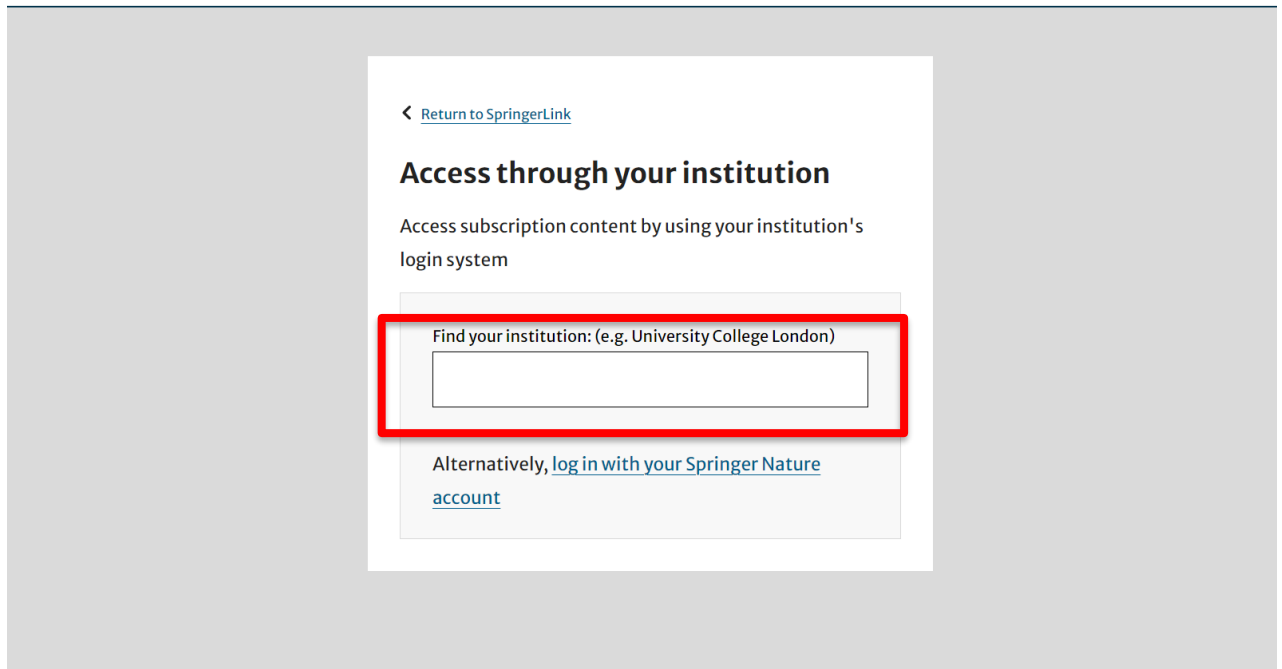 Return to SpringerLink
Access through your institution
Access subscription content by using your institution's
login system
Find your institution: (e.g. University College London)
Alternatively, log in with your Springer Nature
account